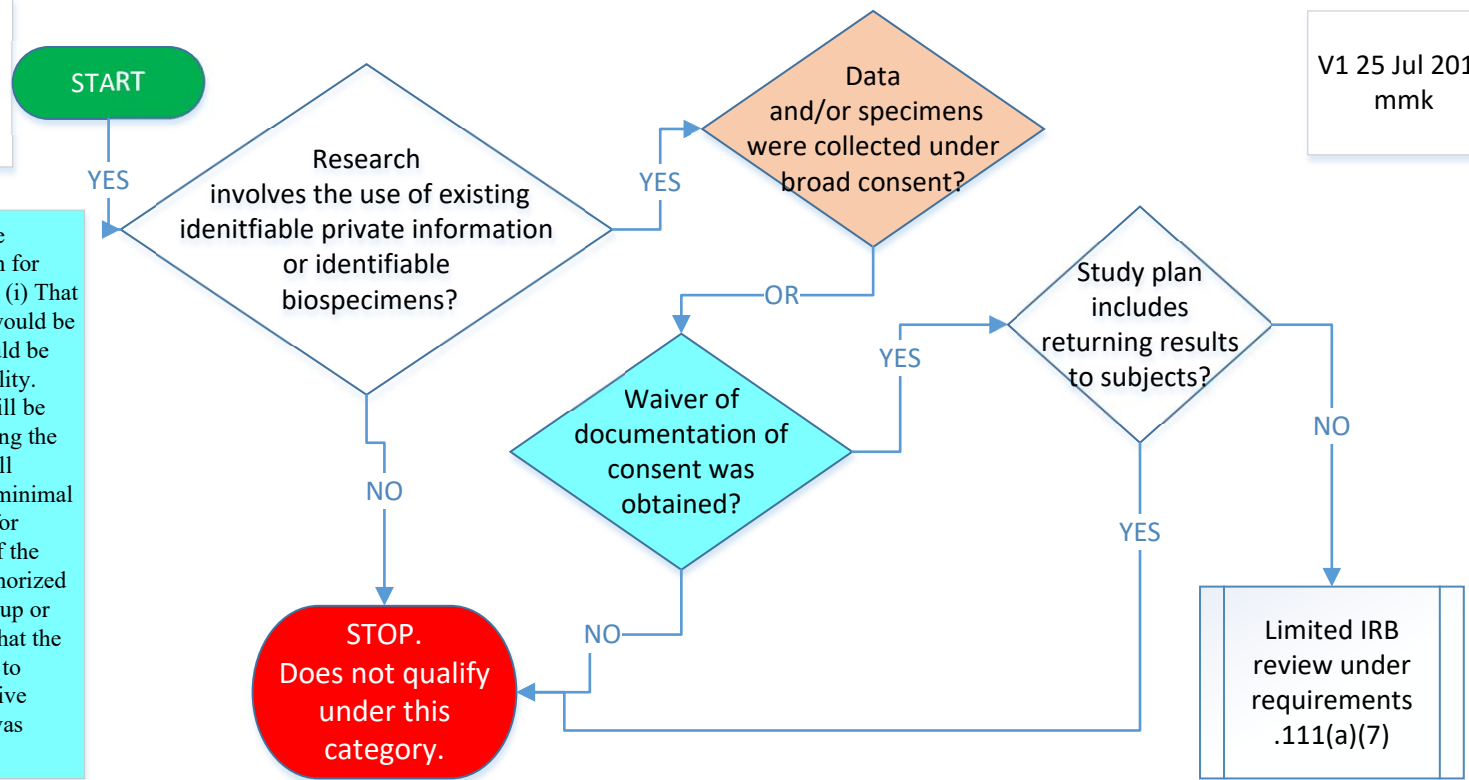 START
YES
Research
involves the use of existing
idenitfiable private information
or identifiable
biospecimens?
YES
Data
and/or specimens
were collected under
broad consent?
V1 25 Jul 201
mmk
OR
Waiver of
documentation of
consent was
obtained?
YES
Study plan
includes
returning results
to subjects?
NO
YES
NO
NO
STOP.
Does not qualify
under this
category.
Limited IRB
review under
requirements
.111(a)(7)
for
(i) That
would be
uld be
lity.
ill be
ing the
ll
minimal
for
f the
horized
up or
hat the
to
ive
was